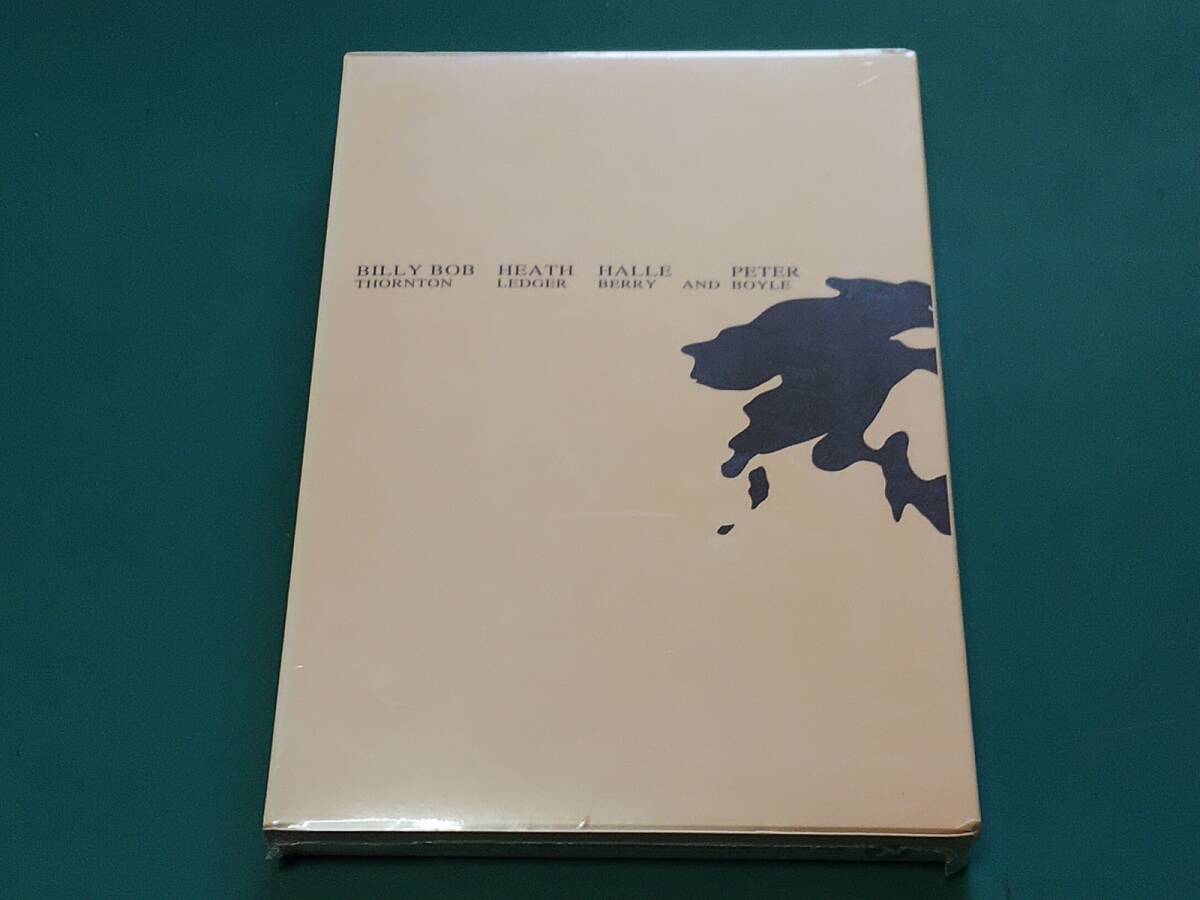 BILLY BOB HEATH HALLE PETER
THORNTON LEDGER BERRY AND BOYLE